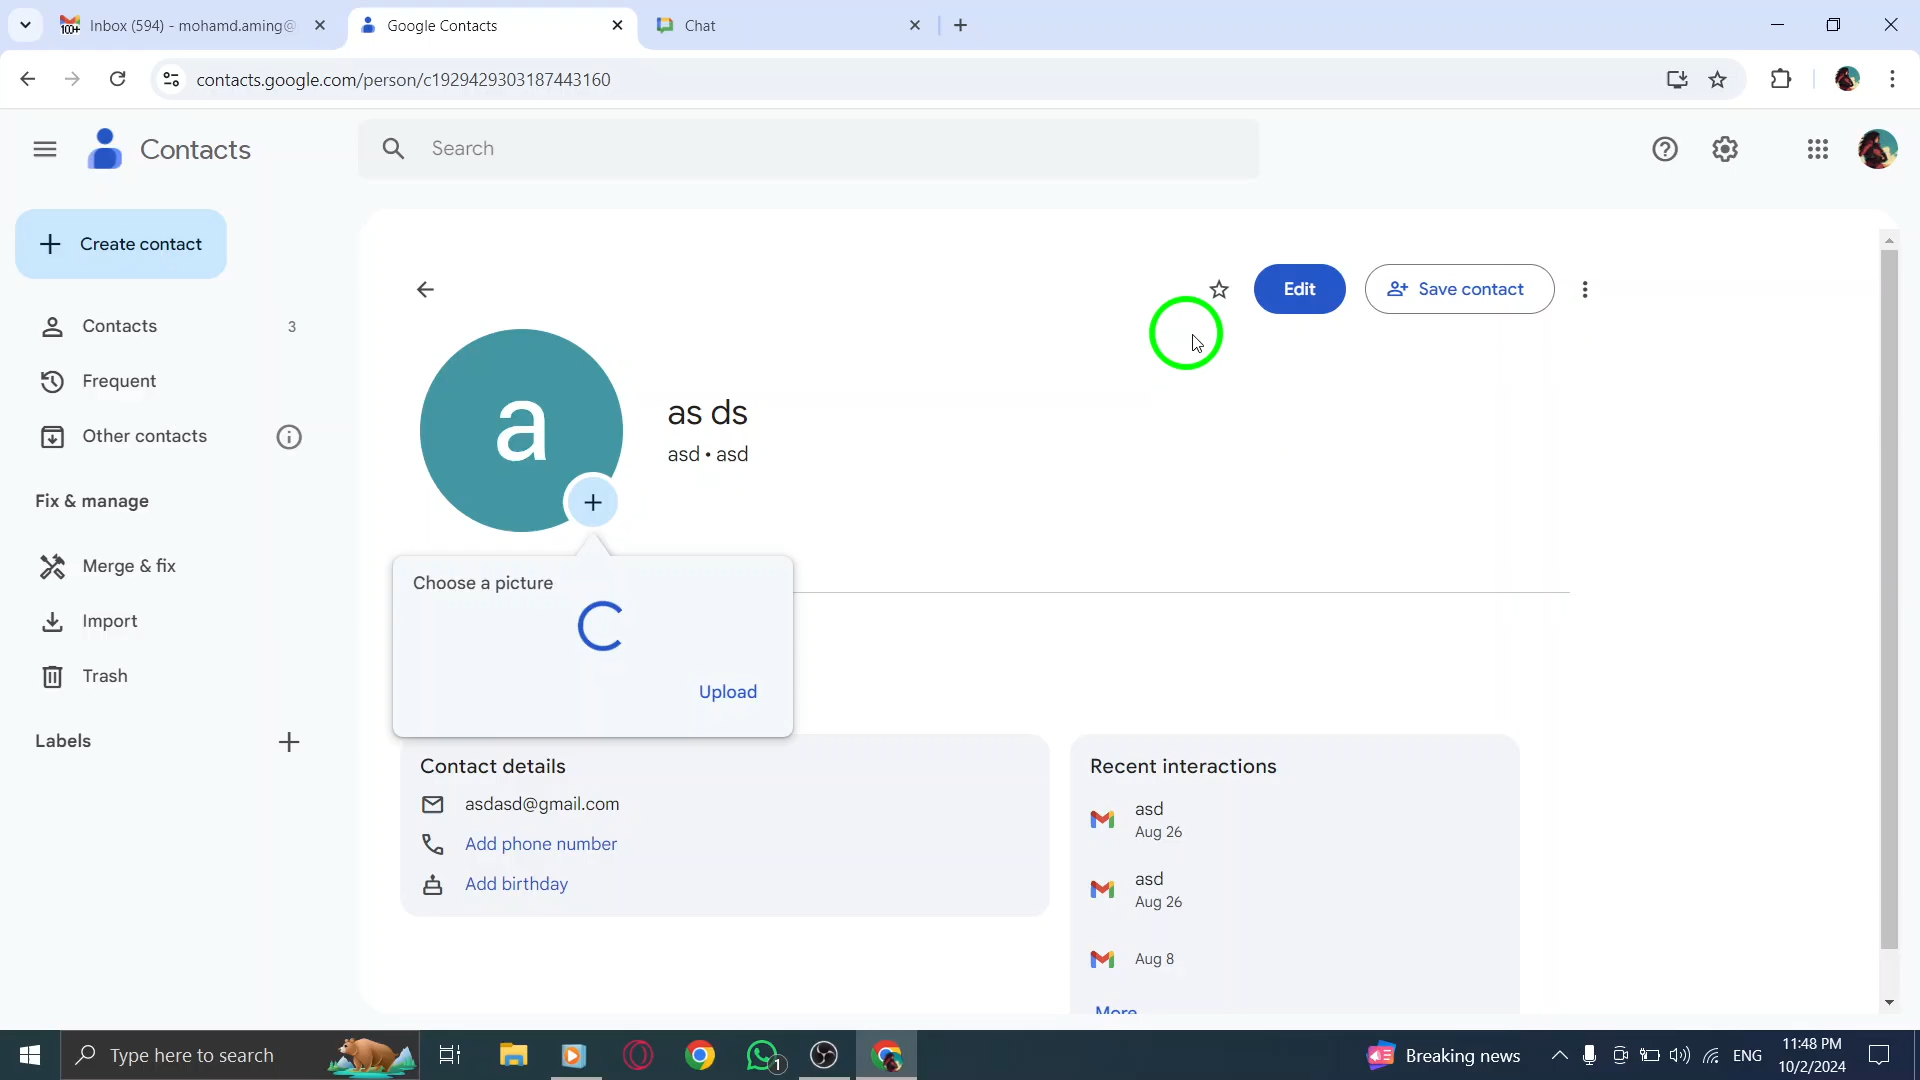 Inbox (594) - mohamd.aming@
Google Contacts
Chat
contacts.google.com/person/c1929429303187443160
Contacts
Search
Create contact
Edit
Save contact
Contacts 3
Frequent
Other contacts
Fix & manage
Merge & fix
Import
Trash
Labels
a
as ds
asd • asd
Choose a picture
Upload
Contact details
asdasd@gmail.com
Add phone number
Add birthday
Recent interactions
asd
Aug 26
asd
Aug 26
Aug 8
More
Type here to search
1
Breaking news
ENG
11:48 PM
10/2/2024